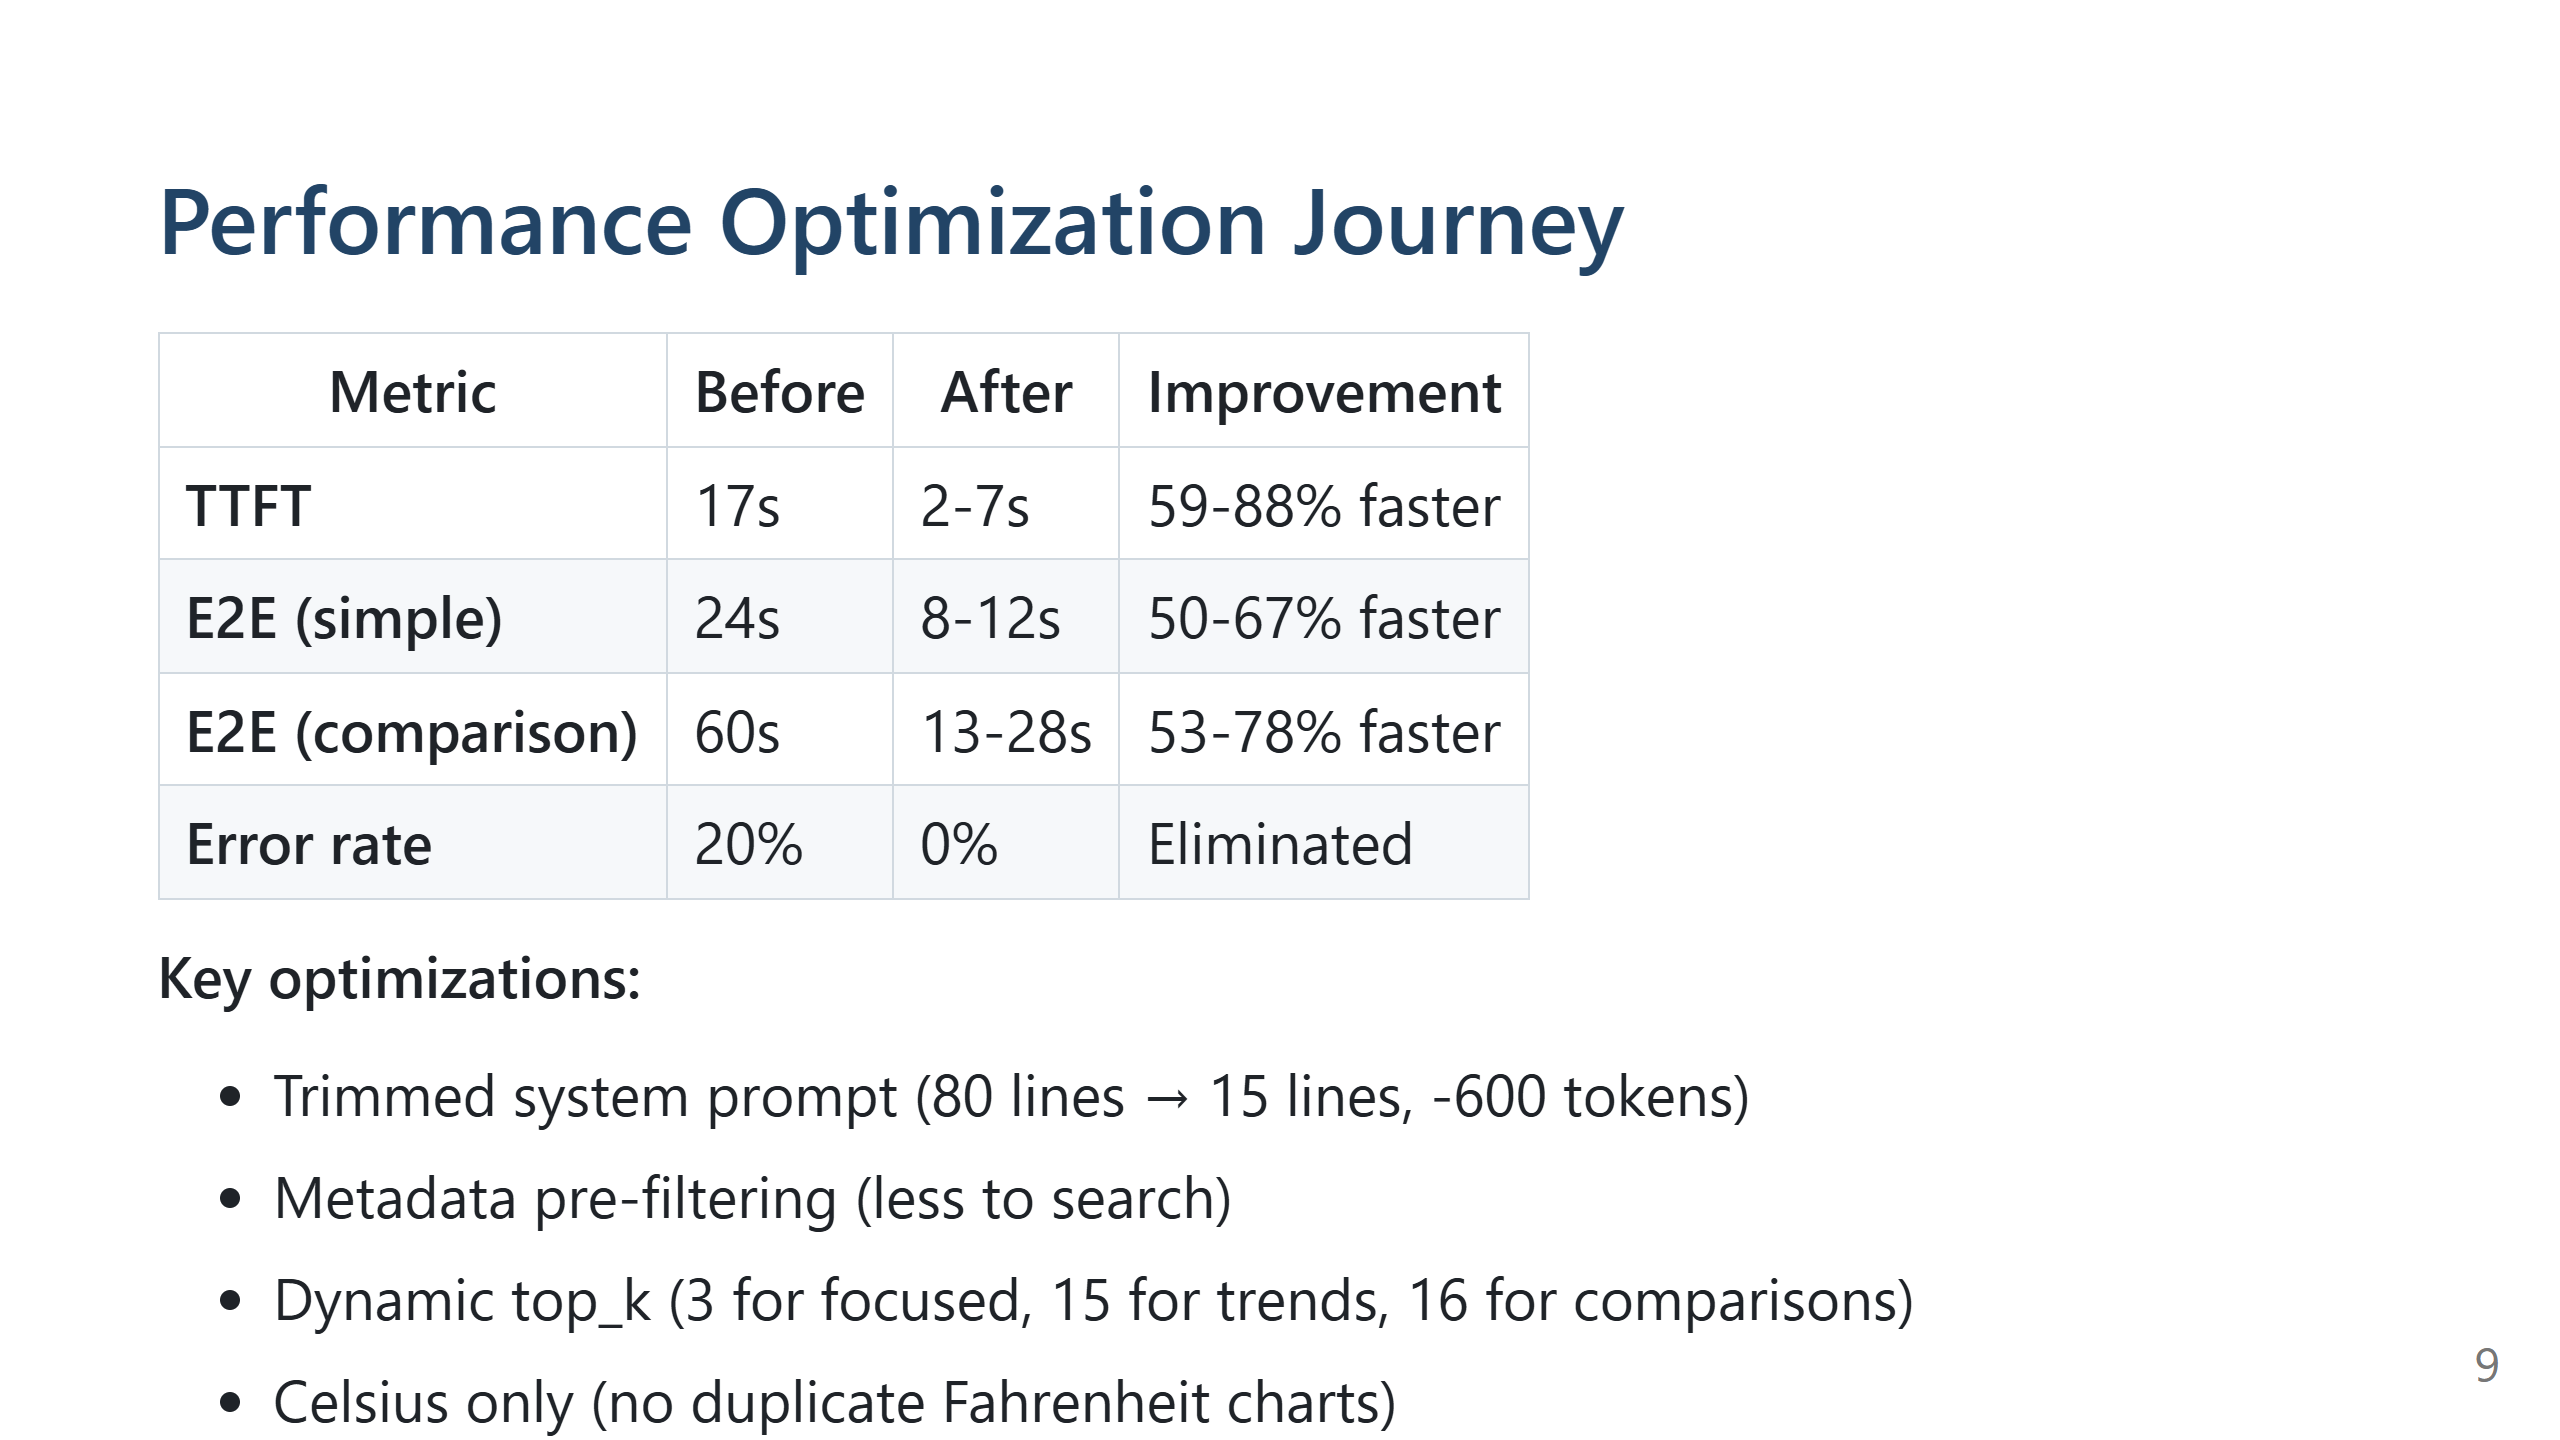 Performance Optimization Journey
Metric Before After Improvement
TTFT 17s 2-7s 59-88% faster
E2E (simple) 24s 8-12s 50-67% faster
E2E (comparison) 60s 13-28s 53-78% faster
Error rate 20% 0% Eliminated
Key optimizations:
• Trimmed system prompt (80 lines → 15 lines, -600 tokens)
• Metadata pre-filtering (less to search)
• Dynamic top_k (3 for focused, 15 for trends, 16 for comparisons)
• Celsius only (no duplicate Fahrenheit charts)
9